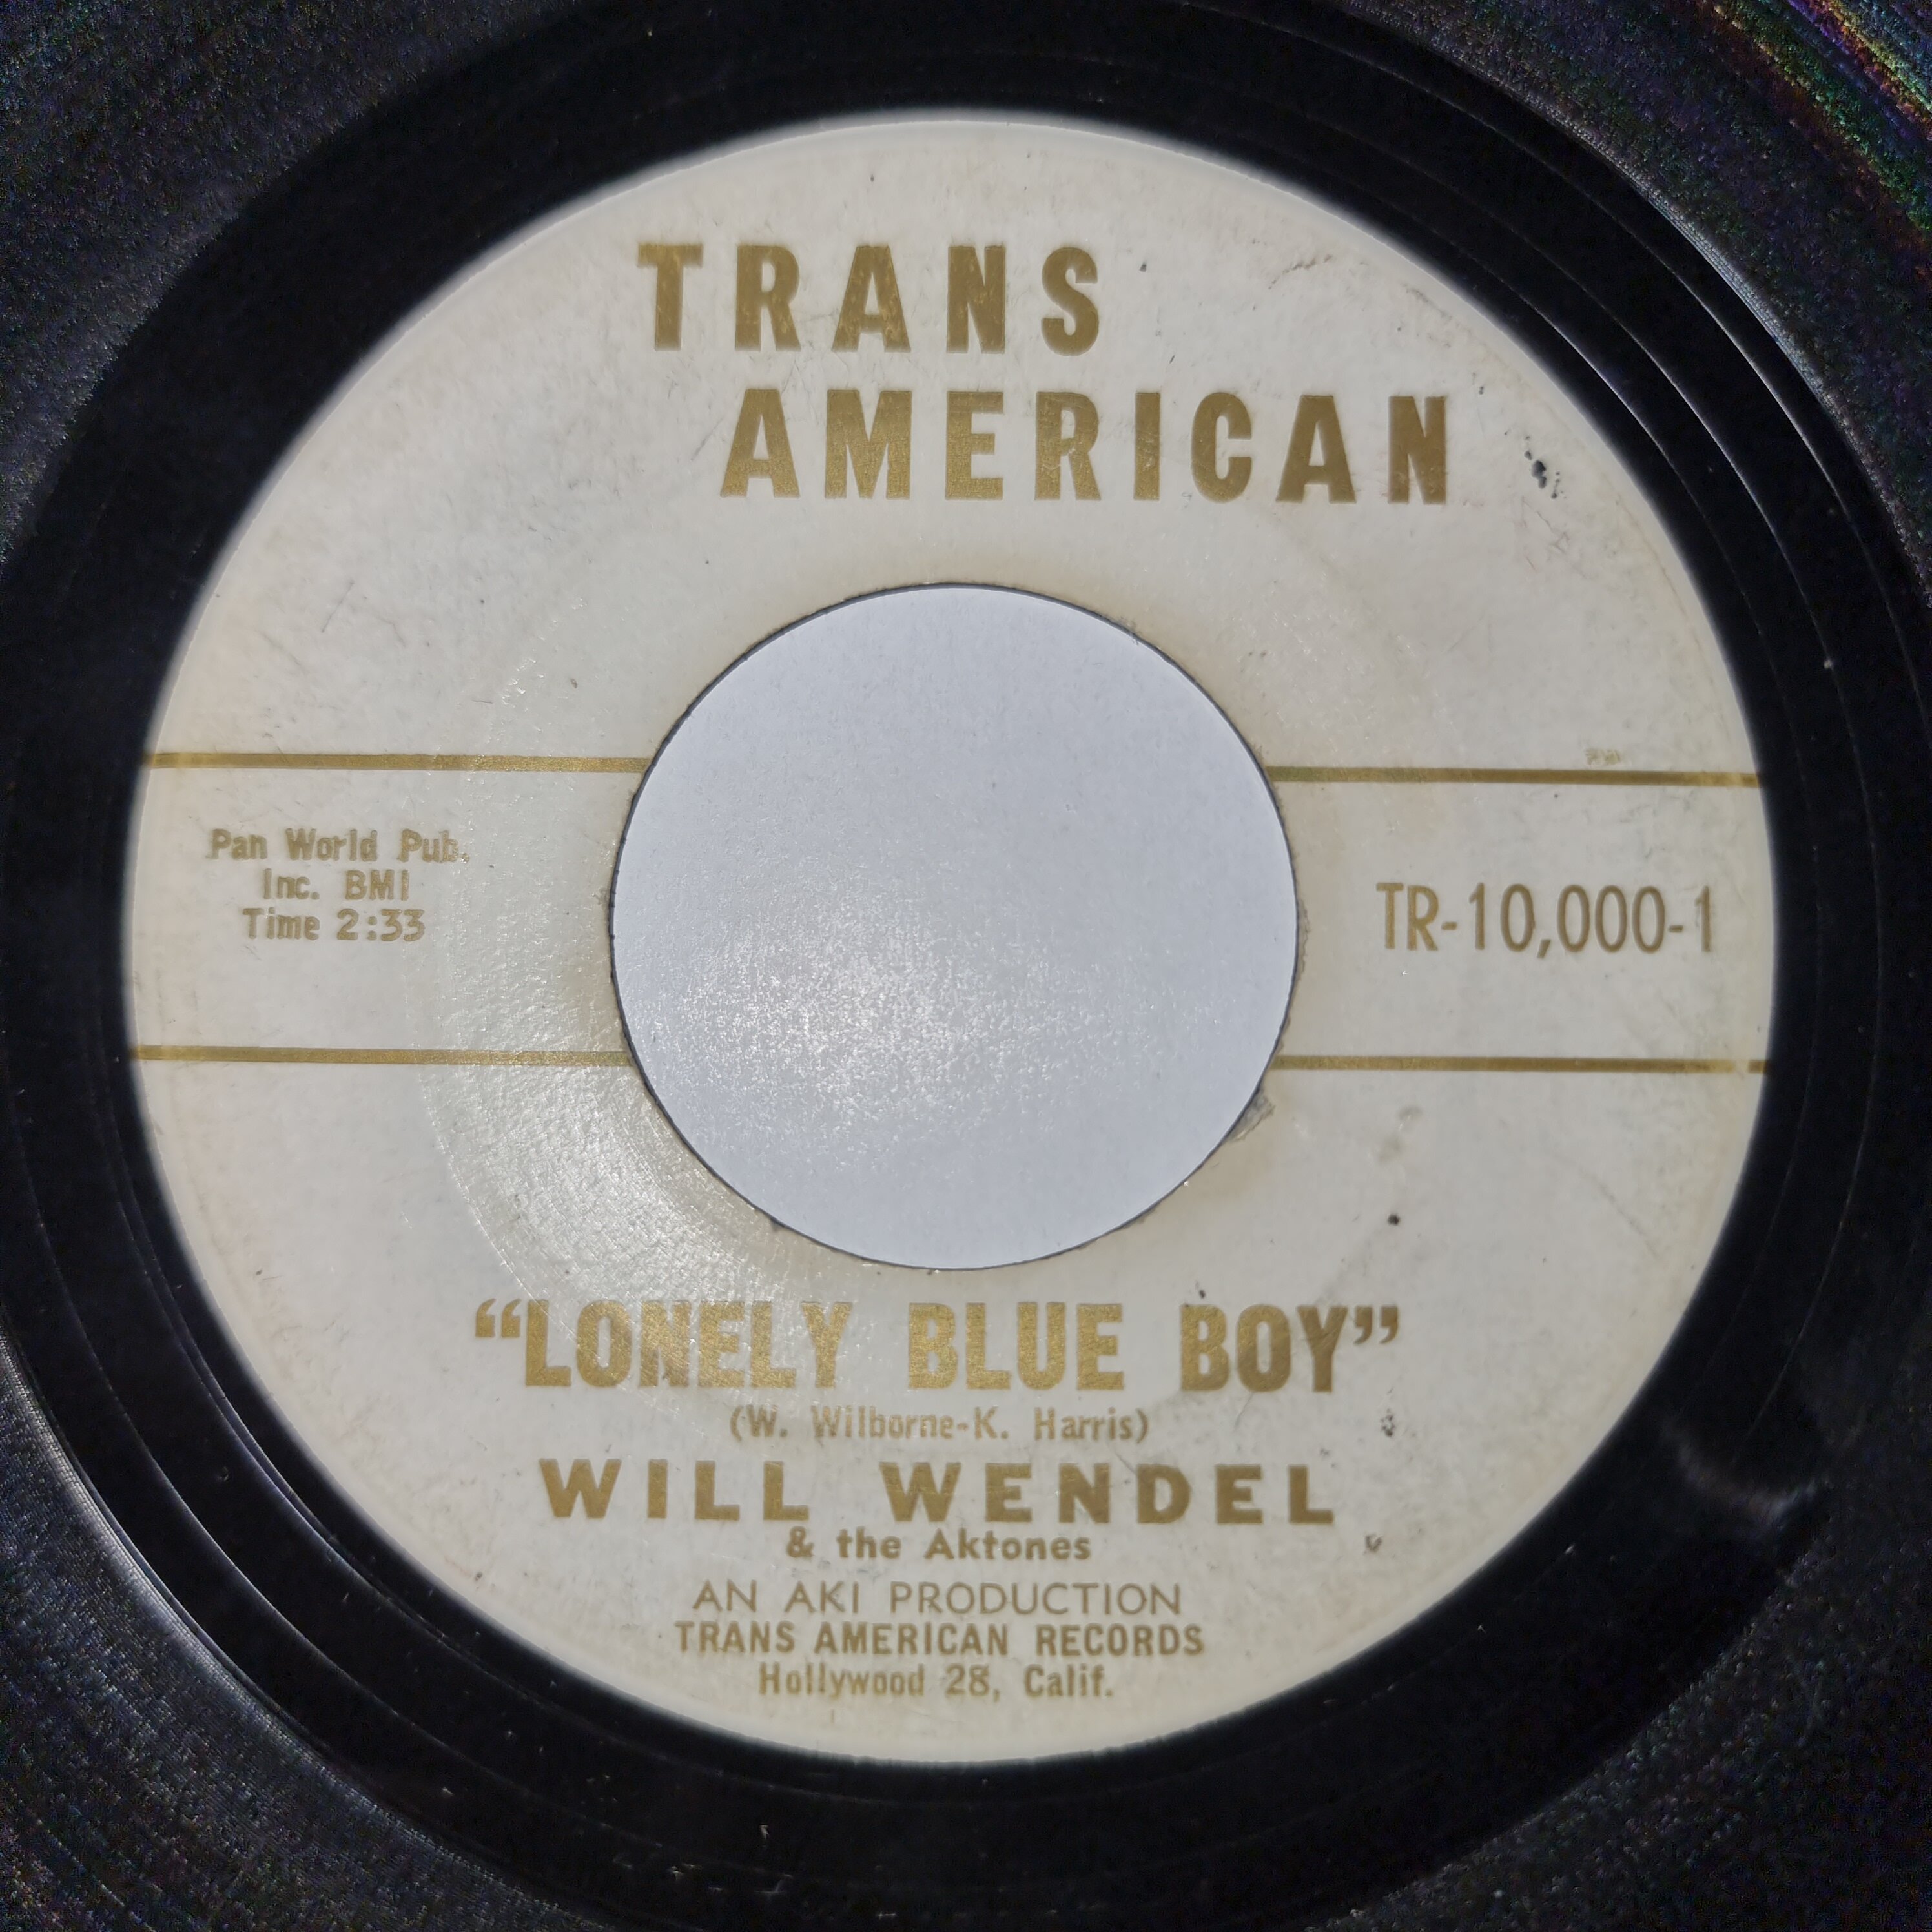 TRANS
AMERICAN
Pan World Pub.
Inc. BMI
Time 2:33
TR-10,000-1
“LONELY BLUE BOY”
(W. Wilborne-K. Harris)
WILL WENDEL
& the Aktones
AN AKI PRODUCTION
TRANS AMERICAN RECORDS
Hollywood 28, Calif.